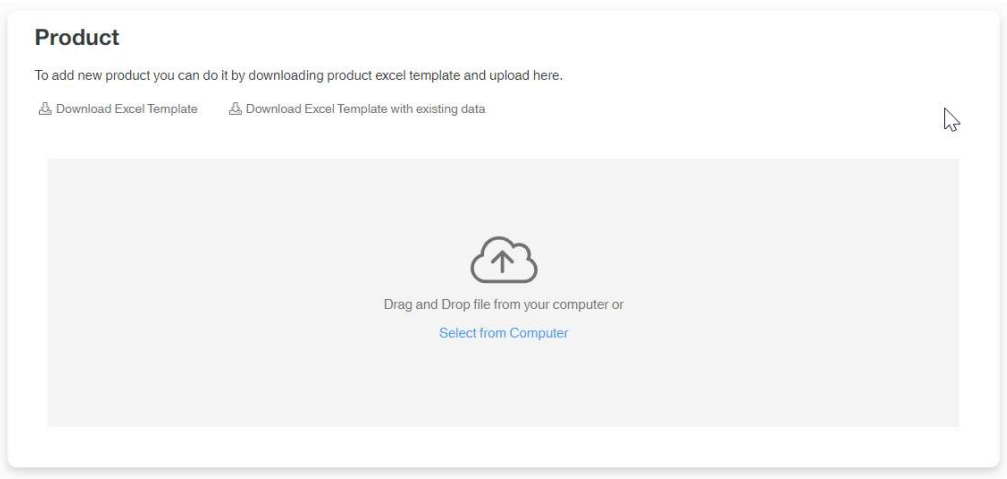 Product
To add new product you can do it by downloading product excel template and upload here.
Download Excel Template Download Excel Template with existing data
Drag and Drop file from your computer or
Select from Computer